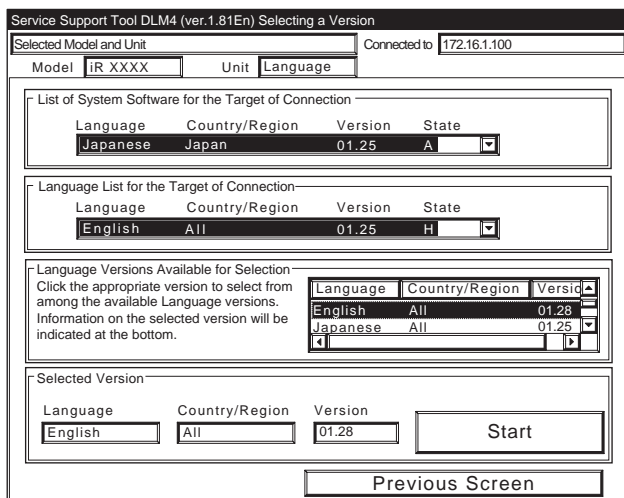 Service Support Tool DLM4 (ver.1.81En) Selecting a Version
Selected Model and Unit Connected to 172.16.1.100
Model iR XXXX Unit Language
List of System Software for the Target of Connection
Language Country/Region Version State
Japanese Japan 01.25 A
Language List for the Target of Connection
Language Country/Region Version State
English All 01.25 H
Language Versions Available for Selection
Click the appropriate version to select from
among the available Language versions.
Information on the selected version will be
indicated at the bottom.
Language Country/Region Versic
English All 01.28
Japanese All 01.25
Selected Version
Language Country/Region Version
English All 01.28
Start
Previous Screen